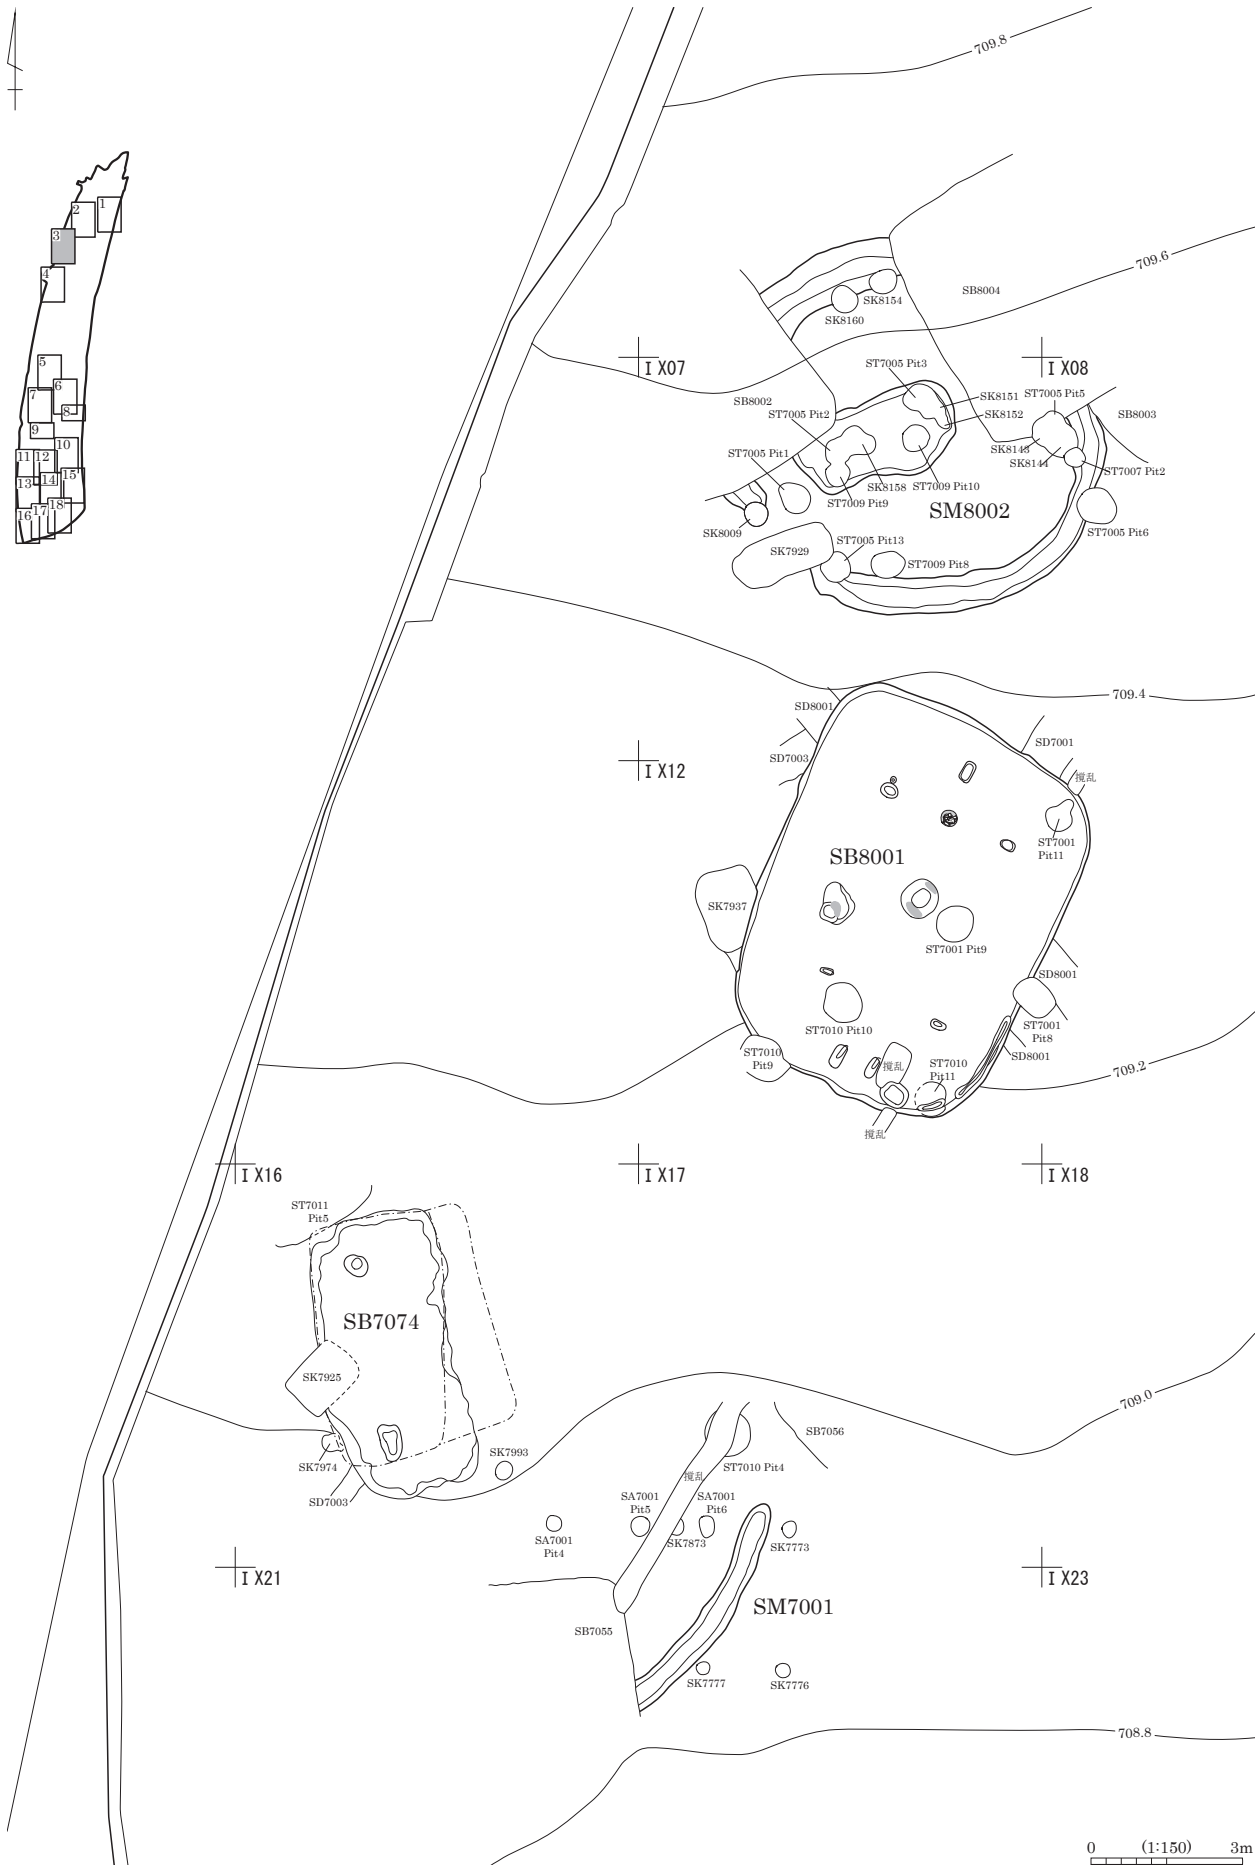 709.8
1
2
3
4
5
6
7
8
9
10
11
12
13
14
15
16
17
18
709.6
SB8004
SK8154
SK8160
I X07
I X08
ST7005 Pit3
SK8151
SK8152
ST7005 Pit5
SB8002
ST7005 Pit2
SB8003
ST7005 Pit1
SK8143
SK8144
ST7007 Pit2
SK8158
ST7009 Pit10
ST7009 Pit9
SM8002
SK8009
ST7005 Pit6
ST7005 Pit13
SK7929
ST7009 Pit8
709.4
SD8001
SD7001
SD7003
I X12
撹乱
ST7001
Pit11
SB8001
SK7937
ST7001 Pit9
SD8001
ST7010 Pit10
ST7001
Pit8
ST7010
Pit9
SD8001
撹乱
ST7010
Pit11
709.2
撹乱
I X16
I X17
I X18
ST7011
Pit5
SB7074
SK7925
709.0
SB7056
SK7974
SK7993
ST7010 Pit4
撹乱
SD7003
SA7001
Pit5
SA7001
Pit6
SA7001
Pit4
SK7873
SK7773
I X21
I X23
SM7001
SB7055
SK7777
SK7776
708.8
0 (1:150) 3m